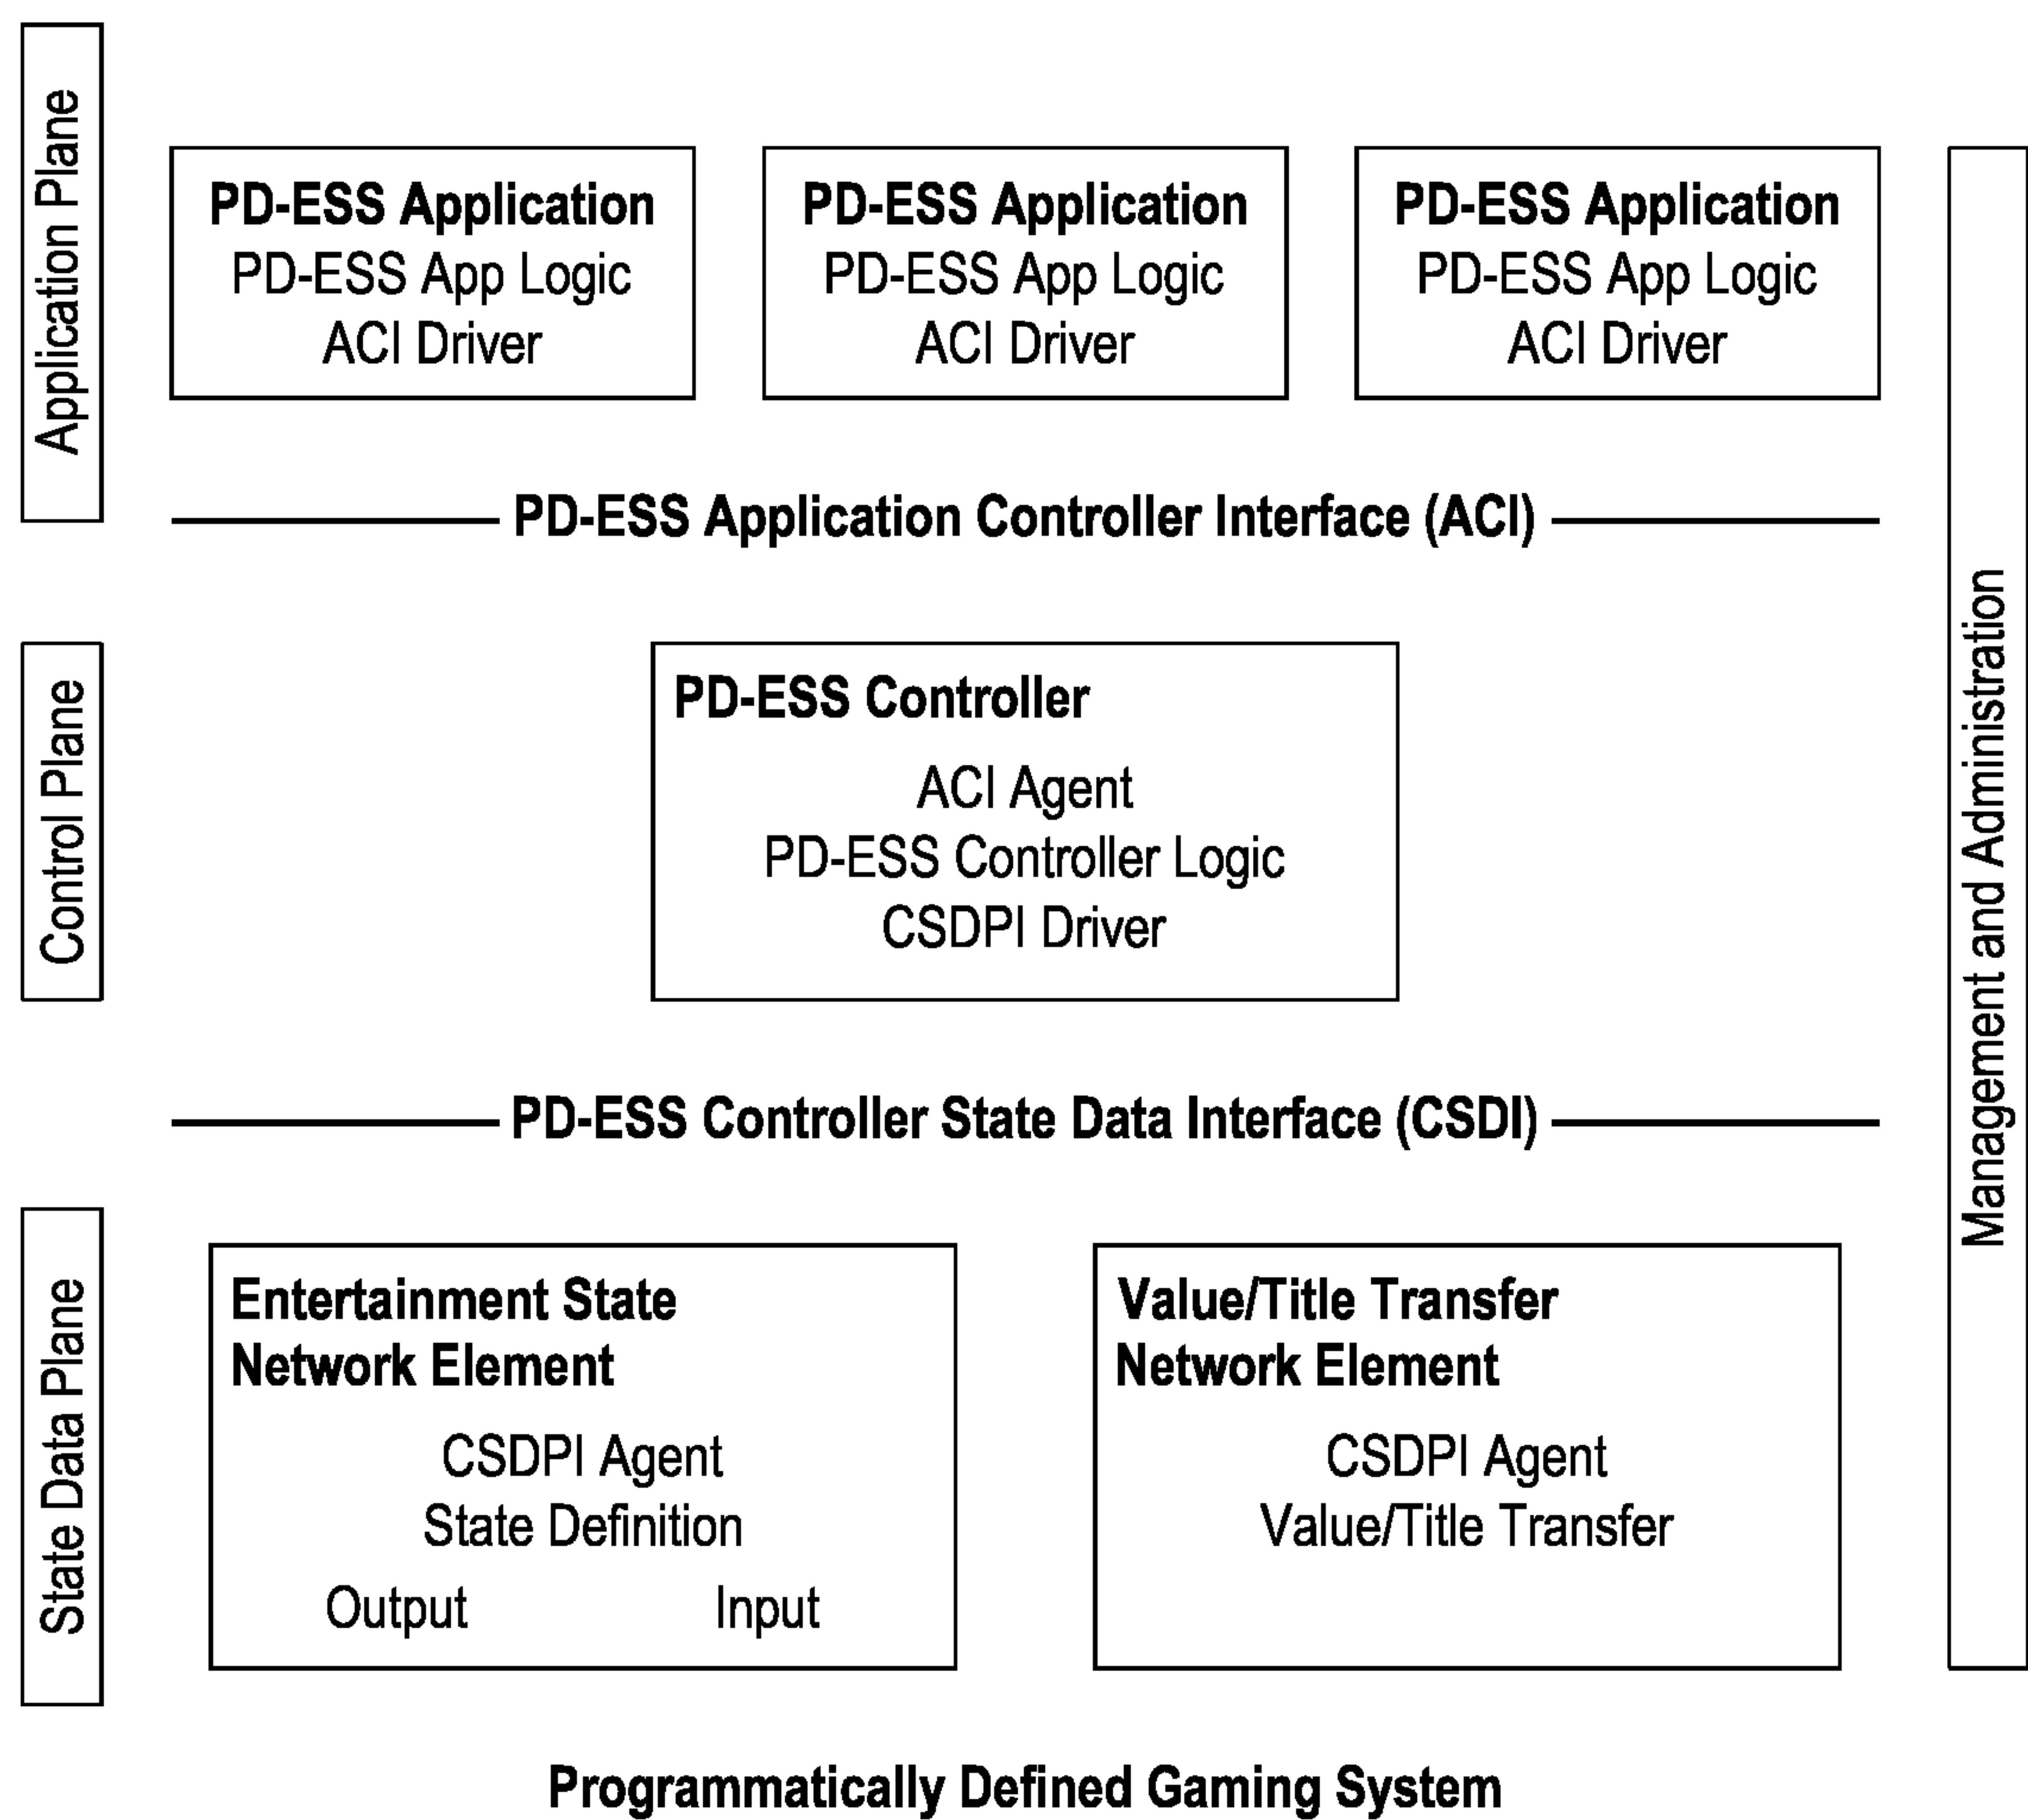 Application Plane
PD-ESS Application
PD-ESS App Logic
ACI Driver
PD-ESS Application
PD-ESS App Logic
ACI Driver
PD-ESS Application
PD-ESS App Logic
ACI Driver
PD-ESS Application Controller Interface (ACI)
Control Plane
PD-ESS Controller
ACI Agent
PD-ESS Controller Logic
CSDPI Driver
Management and Administration
PD-ESS Controller State Data Interface (CSDI)
State Data Plane
Entertainment State
Network Element
CSDPI Agent
State Definition
Output Input
Value/Title Transfer
Network Element
CSDPI Agent
Value/Title Transfer
Programmatically Defined Gaming System